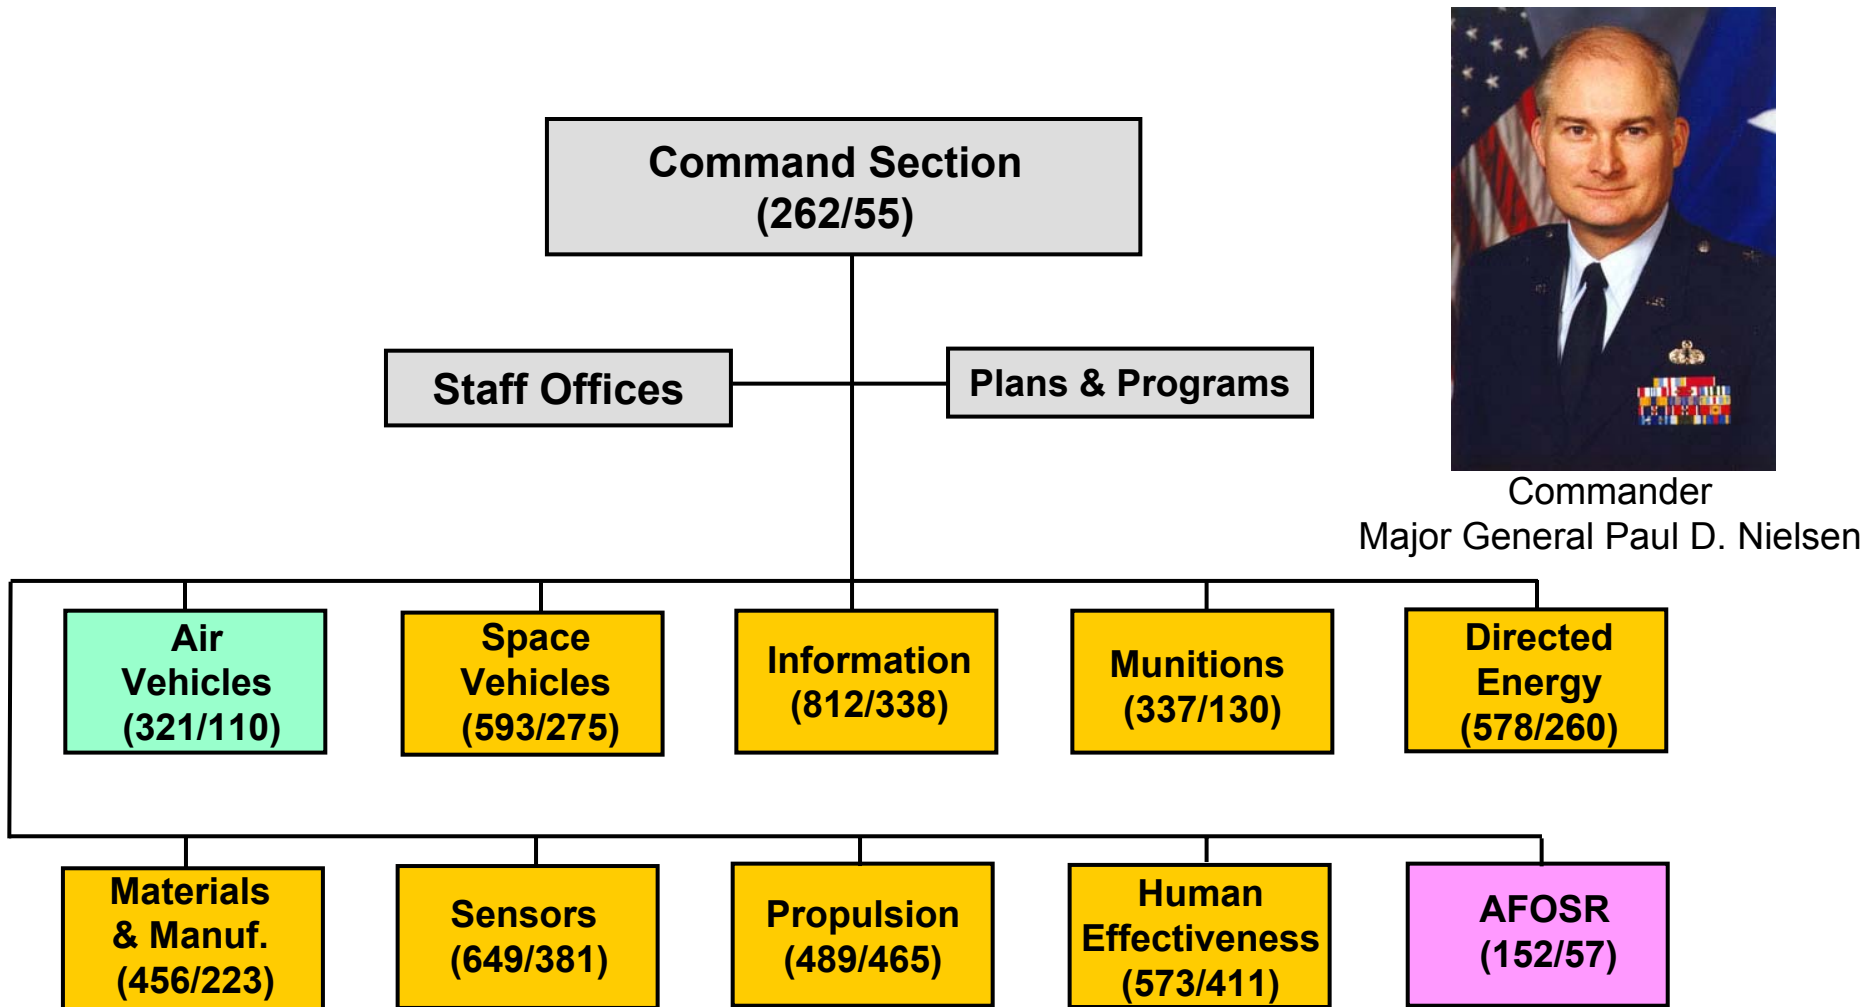 Command Section
(262/55)
Staff Offices
Plans & Programs
Commander
Major General Paul D. Nielsen
Air
Vehicles
(321/110)
Space
Vehicles
(593/275)
Information
(812/338)
Munitions
(337/130)
Directed
Energy
(578/260)
Materials
& Manuf.
(456/223)
Sensors
(649/381)
Propulsion
(489/465)
Human
Effectiveness
(573/411)
AFOSR
(152/57)